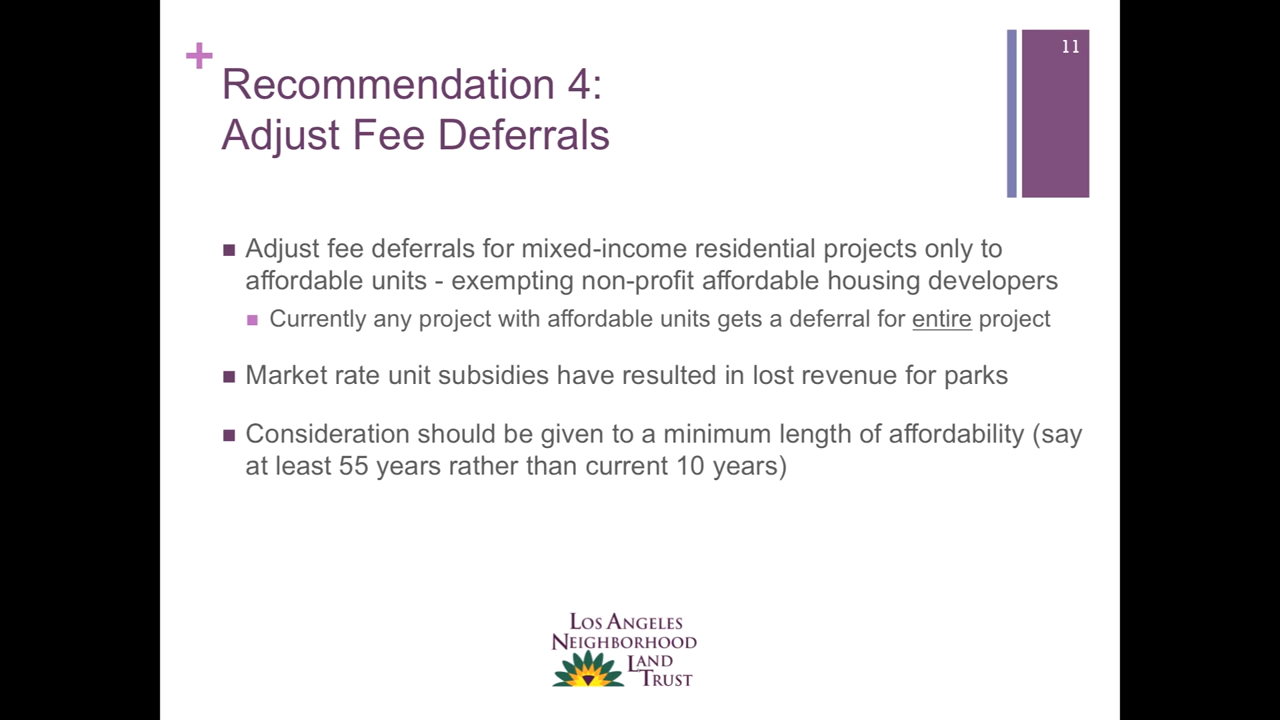 11
+
Recommendation 4:
Adjust Fee Deferrals
■ Adjust fee deferrals for mixed-income residential projects only to
affordable units - exempting non-profit affordable housing developers
■ Currently any project with affordable units gets a deferral for entire project
■ Market rate unit subsidies have resulted in lost revenue for parks
■ Consideration should be given to a minimum length of affordability (say
at least 55 years rather than current 10 years)
LOS ANGELES
NEIGHBORHOOD
LAND
TRUST